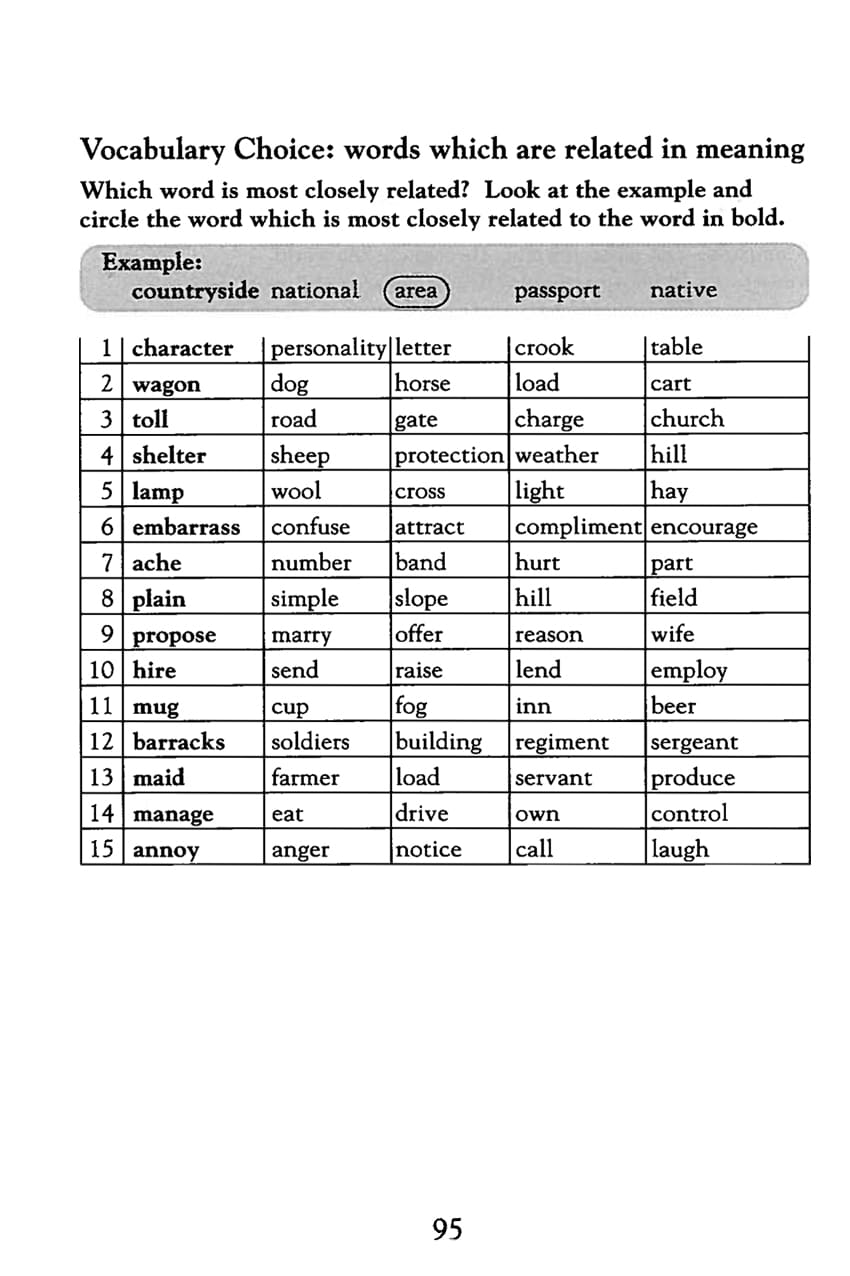 Vocabulary Choice: words which are related in meaning
Which word is most closely related? Look at the example and
circle the word which is most closely related to the word in bold.
Example:
countryside national area passport native
1 character personality letter crook table
2 wagon dog horse load cart
3 toll road gate charge church
4 shelter sheep protection weather hill
5 lamp wool cross light hay
6 embarrass confuse attract compliment encourage
7 ache number band hurt part
8 plain simple slope hill field
9 propose marry offer reason wife
10 hire send raise lend employ
11 mug cup fog inn beer
12 barracks soldiers building regiment sergeant
13 maid farmer load servant produce
14 manage eat drive own control
15 annoy anger notice call laugh
95